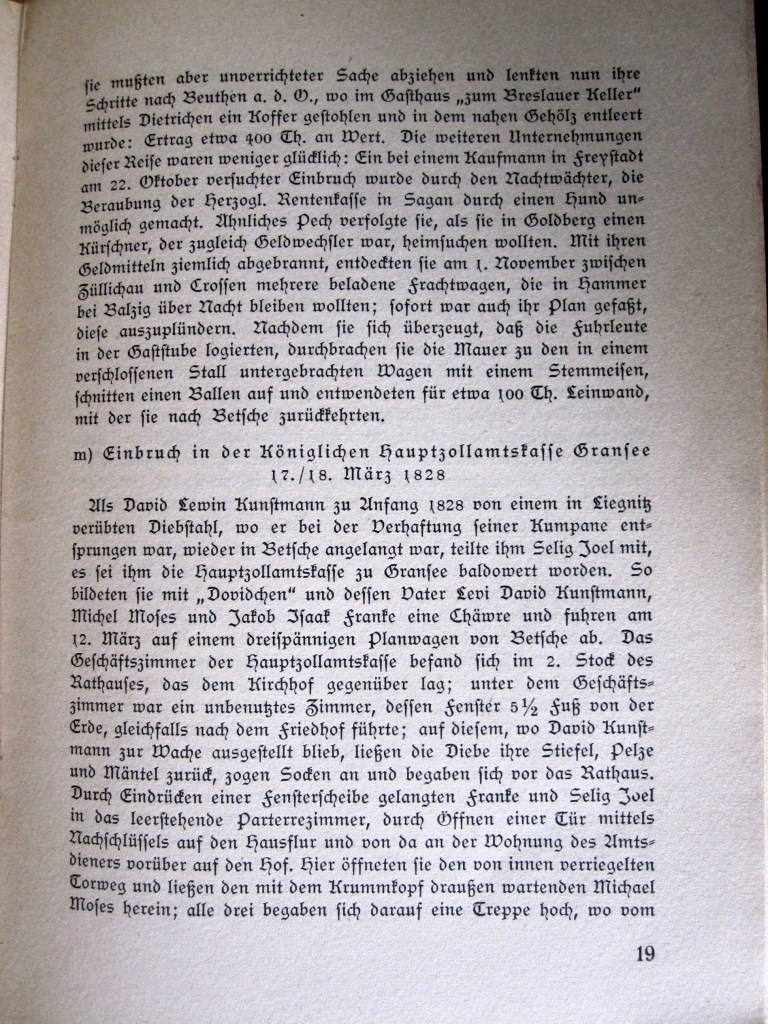 sie mußten aber unverrichteter Sache abziehen und lenkten nun ihre
Schritte nach Beuthen a. d. O., wo im Gasthaus „zum Breslauer Keller“
mittels Dietrichen ein Koffer gestohlen und in dem nahen Gehölz entleert
wurde: Ertrag etwa 400 Th. an Wert. Die weiteren Unternehmungen
dieser Reise waren weniger glücklich: Ein bei einem Kaufmann in Freystadt
am 22. Oktober versuchter Einbruch wurde durch den Nachtwächter, die
Beraubung der Herzogl. Rentenkasse in Sagan durch einen Hund un-
möglich gemacht. Ähnliches Pech verfolgte sie, als sie in Goldberg einen
Kürschner, der zugleich Geldwechsler war, heimsuchen wollten. Mit ihren
Geldmitteln ziemlich abgebrannt, entdeckten sie am 1. November zwischen
Züllichau und Crossen mehrere beladene Frachtwagen, die in Hammer
bei Balzig über Nacht bleiben wollten; sofort war auch ihr Plan gefaßt,
diese auszuplündern. Nachdem sie sich überzeugt, daß die Fuhrleute
in der Gaststube logierten, durchbrachen sie die Mauer zu den in einem
verschlossenen Stall untergebrachten Wagen mit einem Stemmeisen,
schnitten einen Ballen auf und entwendeten für etwa 100 Th. Leinwand,
mit der sie nach Betsche zurückkehrten.
m) Einbruch in der Königlichen Hauptzollamtskasse Gransee
17./18. März 1828
Als David Lewin Kunstmann zu Anfang 1828 von einem in Liegnitz
verübten Diebstahl, wo er bei der Verhaftung seiner Kumpane ent-
sprungen war, wieder in Betsche angelangt war, teilte ihm Selig Joel mit,
es sei ihm die Hauptzollamtskasse zu Gransee baldowert worden. So
bildeten sie mit „Dovidchen“ und dessen Vater Levi David Kunstmann,
Michel Moses und Jakob Isaak Franke eine Chäwre und fuhren am
12. März auf einem dreispännigen Planwagen von Betsche ab. Das
Geschäftszimmer der Hauptzollamtskasse befand sich im 2. Stock des
Rathauses, das dem Kirchhof gegenüber lag; unter dem Geschäfts-
zimmer war ein unbenutztes Zimmer, dessen Fenster 5½ Fuß von der
Erde, gleichfalls nach dem Friedhof führte; auf diesem, wo David Kunst-
mann zur Wache ausgestellt blieb, ließen die Diebe ihre Stiefel, Pelze
und Mäntel zurück, zogen Socken an und begaben sich vor das Rathaus.
Durch Eindrücken einer Fensterscheibe gelangten Franke und Selig Joel
in das leerstehende Parterrezimmer, durch Öffnen einer Tür mittels
Nachschlüssels auf den Hausflur und von da an der Wohnung des Amts-
dieners vorüber auf den Hof. Hier öffneten sie den von innen verriegelten
Torweg und ließen den mit dem Krummkopf draußen wartenden Michael
Moses herein; alle drei begaben sich darauf eine Treppe hoch, wo vom
19